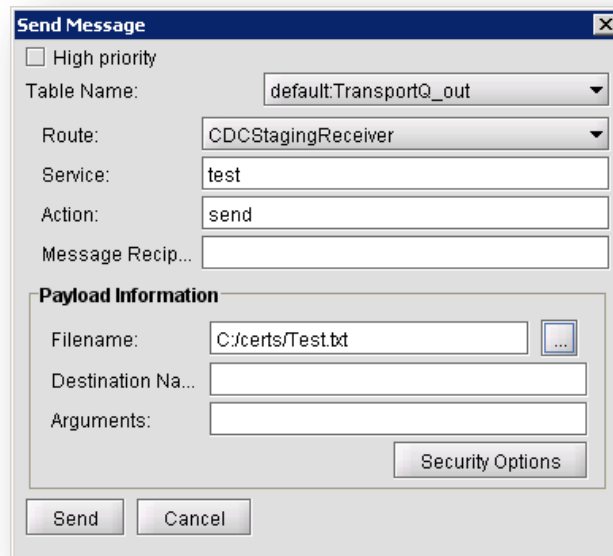 Send Message
High priority
Table Name: default:TransportQ_out
Route: CDCStagingReceiver
Service: test
Action: send
Message Recip...
Payload Information
Filename: C:/certs/Test.txt ...
Destination Na...
Arguments:
Security Options
Send Cancel